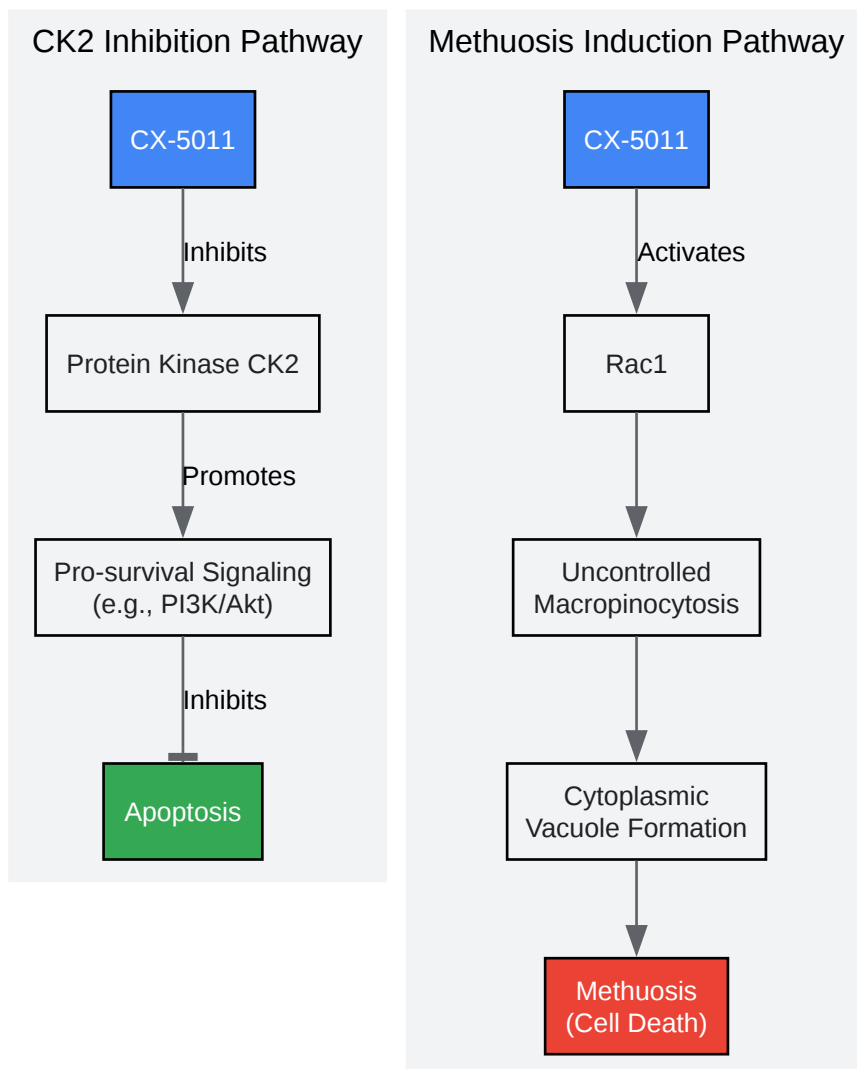 CK2 Inhibition Pathway
CX-5011
Inhibits
Protein Kinase CK2
Promotes
Pro-survival Signaling
(e.g., PI3K/Akt)
Inhibits
Apoptosis
Methuosis Induction Pathway
CX-5011
Activates
Rac1
Uncontrolled
Macropinocytosis
Cytoplasmic
Vacuole Formation
Methuosis
(Cell Death)